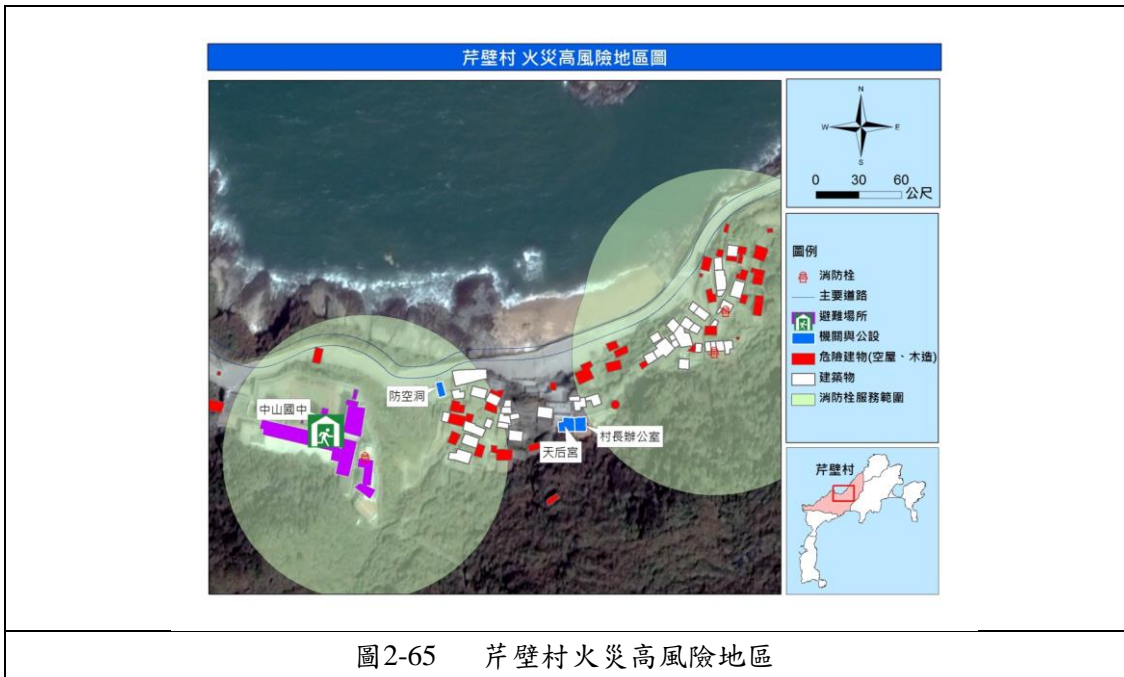 芹壁村 火災高風險地區圖
N
W
E
S
0 30 60
公尺
圖例
消防栓
主要道路
避難場所
機關與公設
危險建物(空屋、木造)
建築物
消防栓服務範圍
中山國中
防空洞
天后宮
村長辦公室
芹壁村
圖2-65 芹壁村火災高風險地區